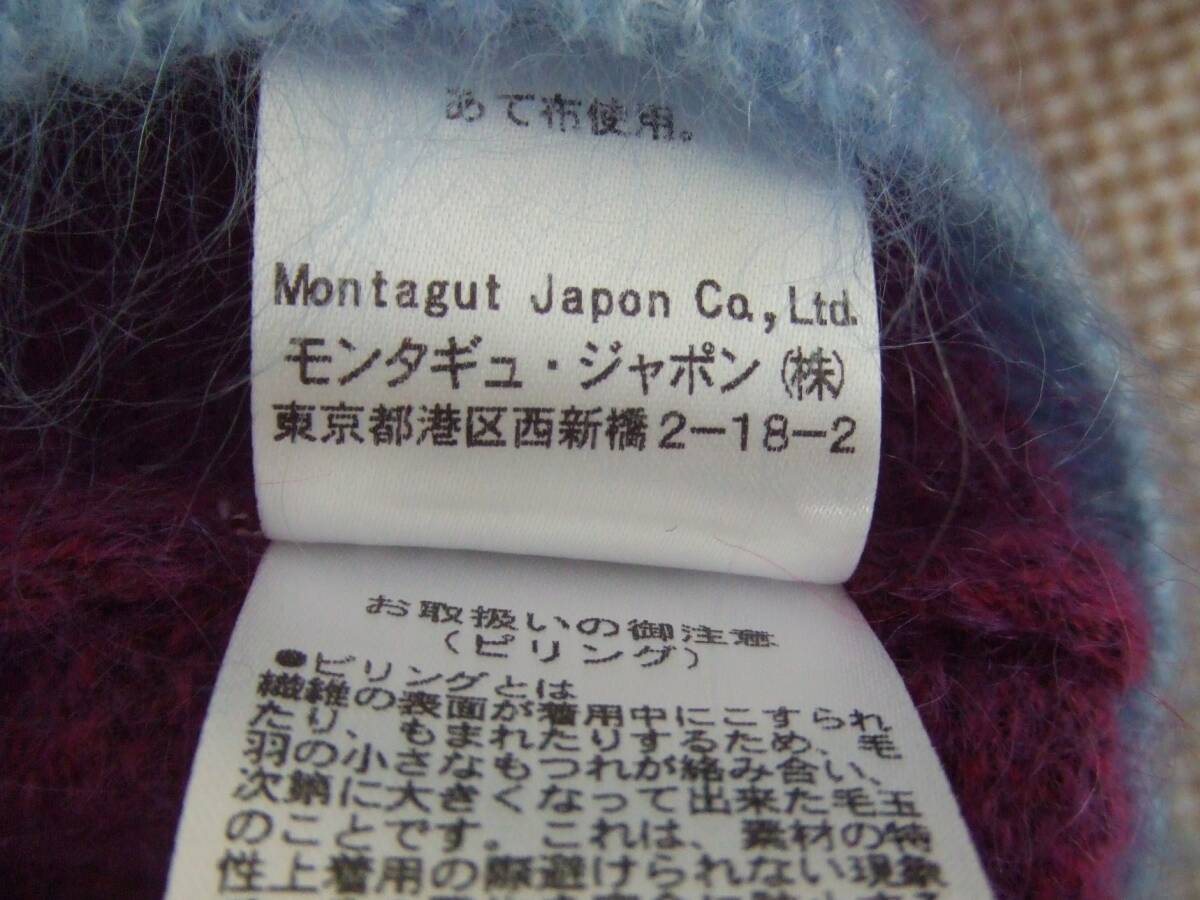 あて布使用。
Montagut Japon Co.,Ltd.
モンタギュ・ジャポン(株)
東京都港区西新橋2-18-2
お取扱いの御注意
(ピリング)
●ピリングとは
繊維の表面が着用中にこすられ
たり、もまれたりするため、毛
羽の小さなもつれが絡み合い、
次第に大きくなって出来た毛玉
のことです。これは、素材の特
性上着用の際避けられない現象